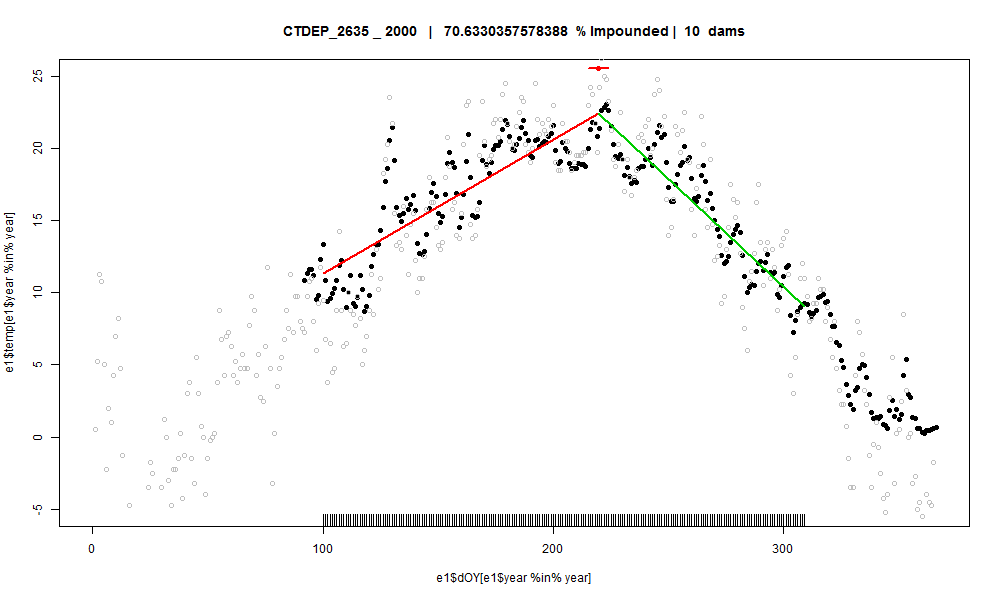 CTDEP_2635 _ 2000 | 70.6330357578388 % Impounded | 10 dams
e1$temp[e1$year %in% year]
25
20
15
10
5
0
-5
0 100 200 300
e1$dOY[e1$year %in% year]